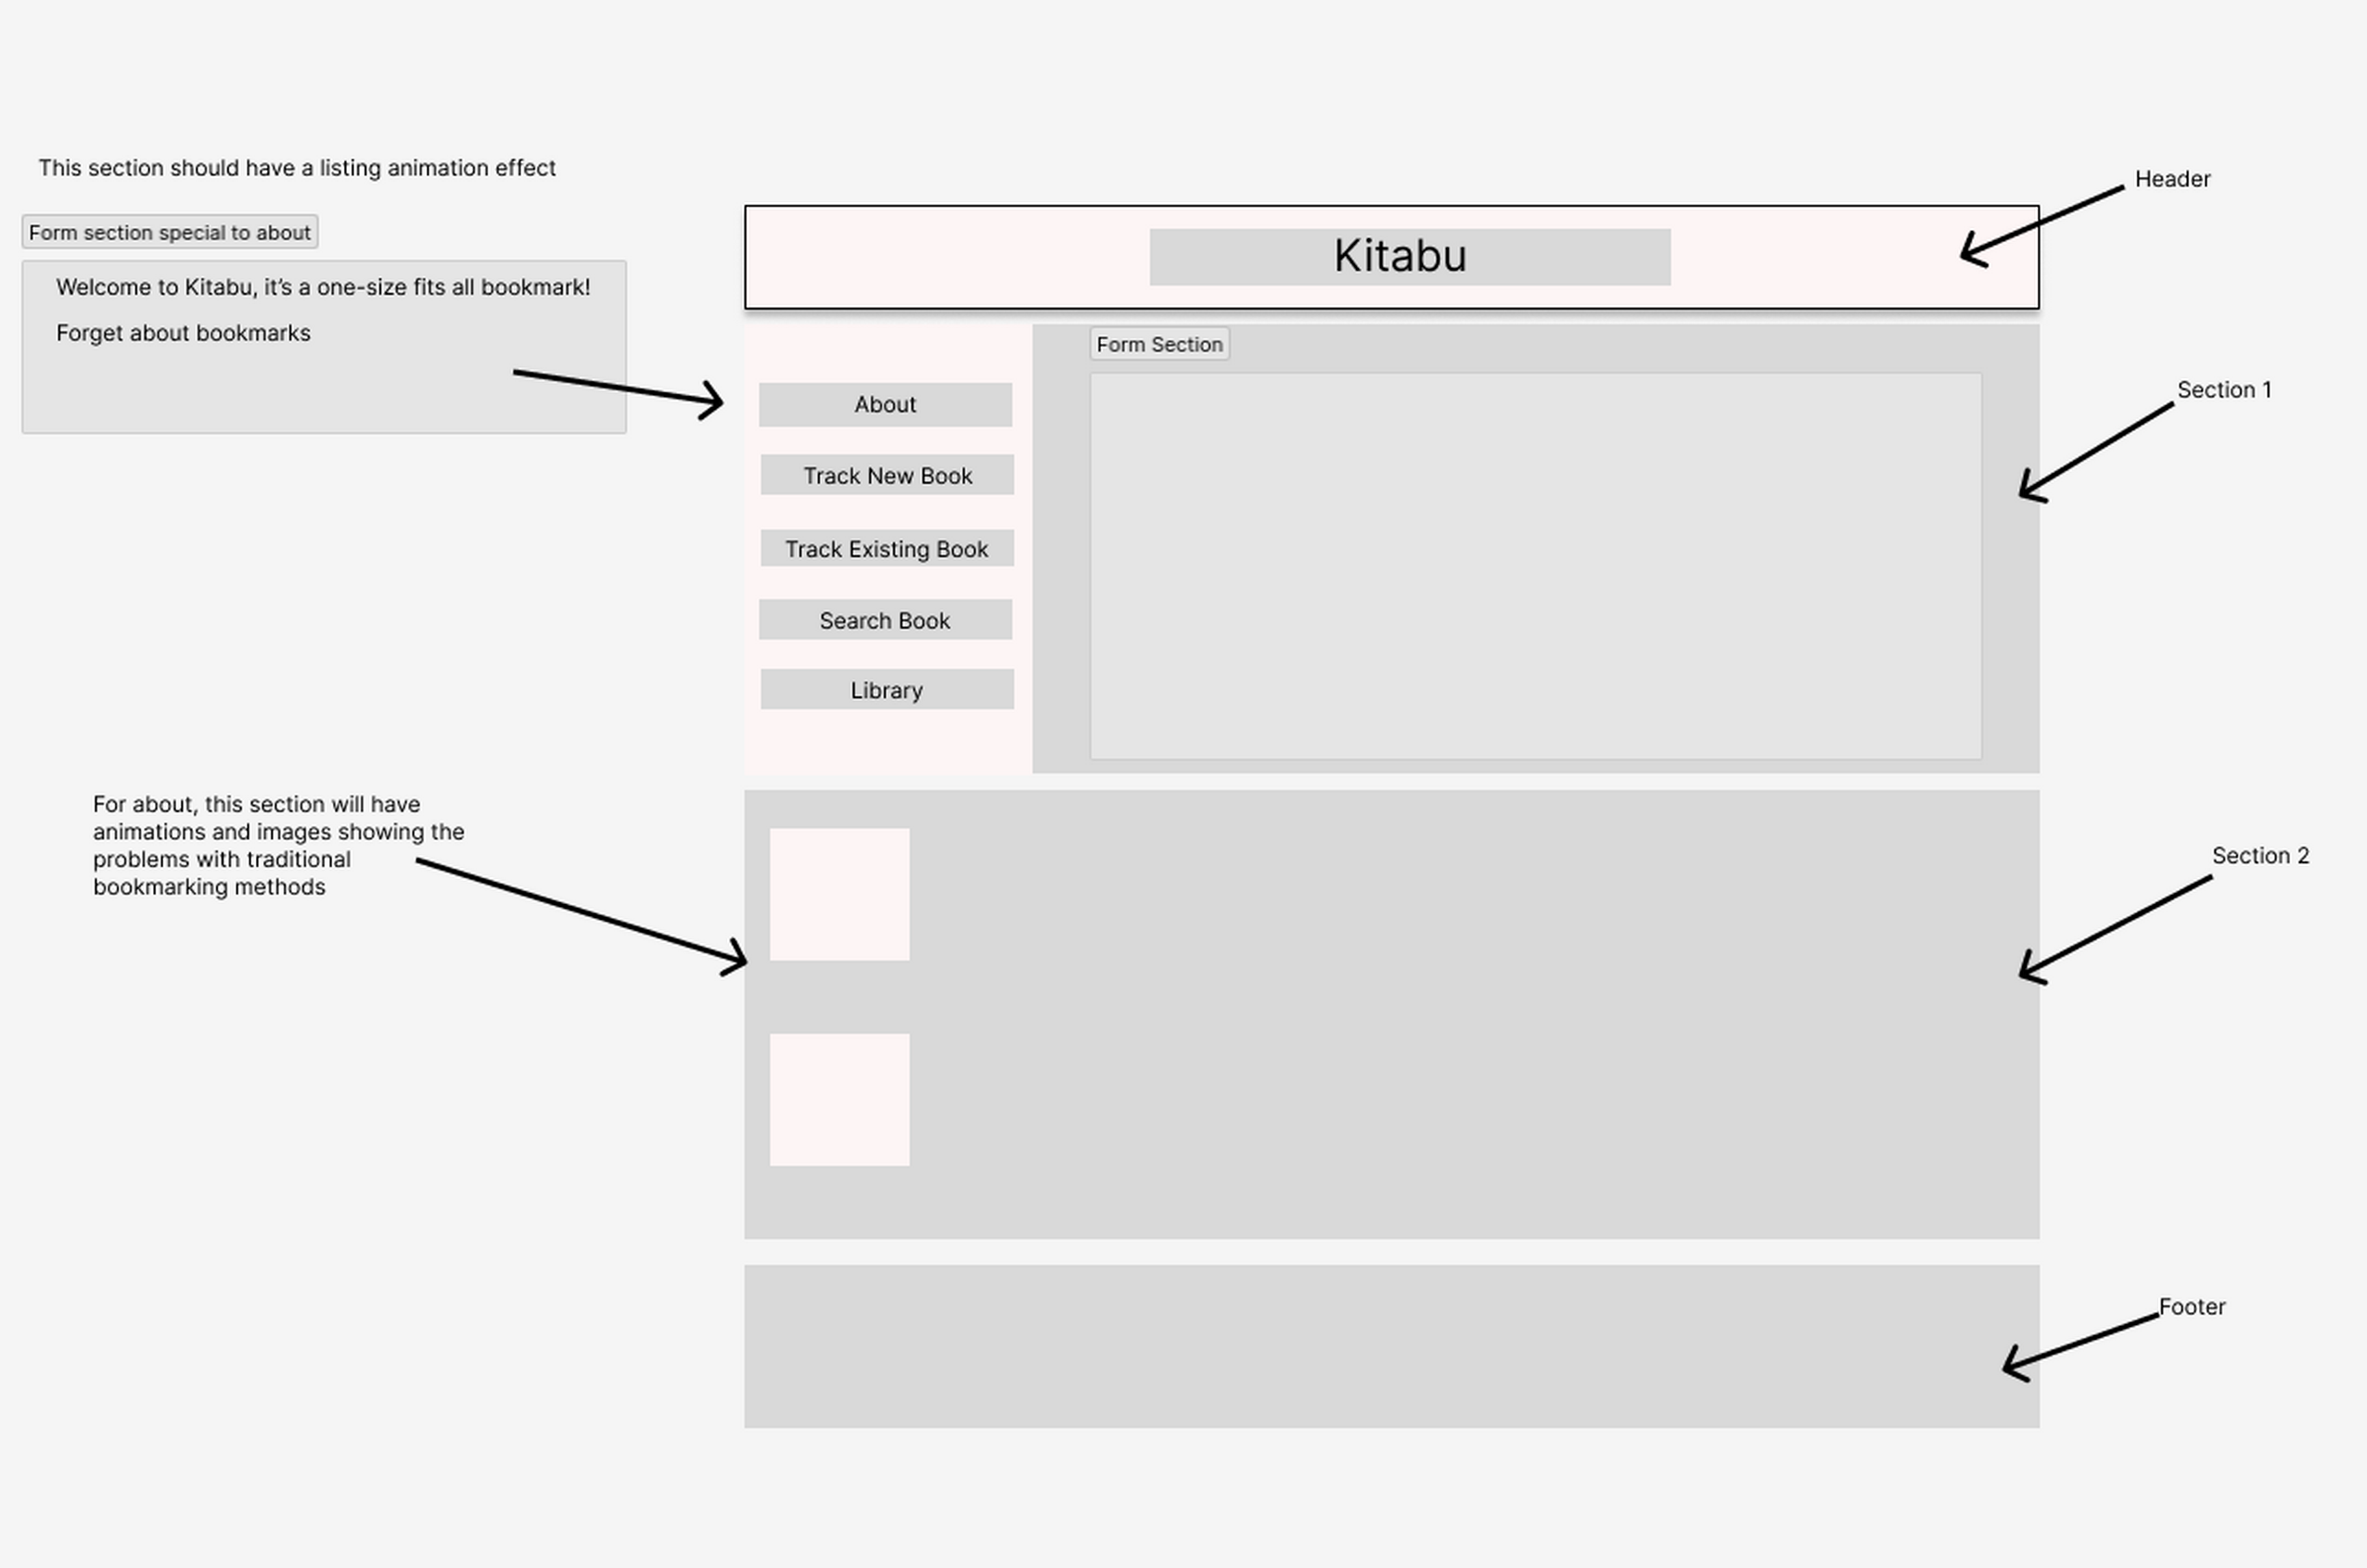 This section should have a listing animation effect
Header
Form section special to about
Kitabu
Welcome to Kitabu, it’s a one-size fits all bookmark!
Forget about bookmarks
Form Section
Section 1
About
Track New Book
Track Existing Book
Search Book
Library
For about, this section will have
animations and images showing the
problems with traditional
bookmarking methods
Section 2
Footer